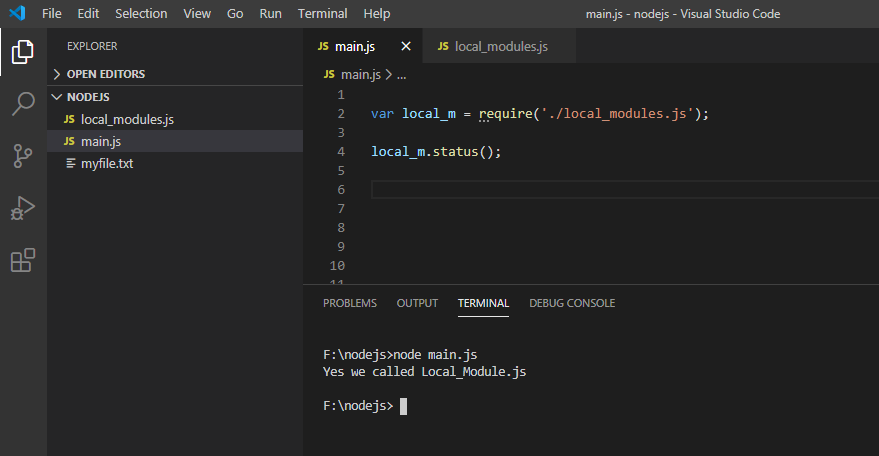 File Edit Selection View Go Run Terminal Help main.js - nodejs - Visual Studio Code
EXPLORER
OPEN EDITORS
NODEJS
JS local_modules.js
JS main.js
myfile.txt
JS main.js × JS local_modules.js
JS main.js > ...
1
2 var local_m = require('./local_modules.js');
3
4 local_m.status();
5
6
7
8
9
10
11
PROBLEMS OUTPUT TERMINAL DEBUG CONSOLE
F:\nodejs>node main.js
Yes we called Local_Module.js
F:\nodejs>